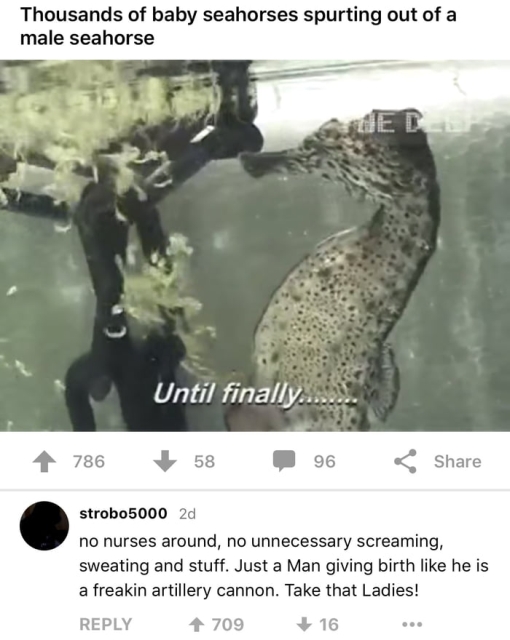 Thousands of baby seahorses spurting out of a
male seahorse
THE DEEP
Until finally........
786
58
96
Share
strobo5000 2d
no nurses around, no unnecessary screaming,
sweating and stuff. Just a Man giving birth like he is
a freakin artillery cannon. Take that Ladies!
REPLY
709
16